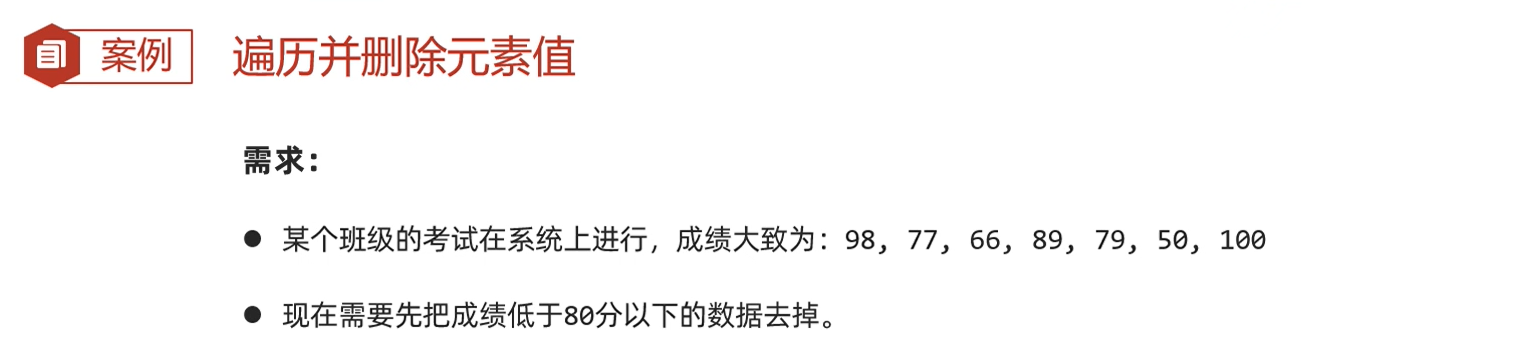 案例 遍历并删除元素值
需求：
● 某个班级的考试在系统上进行，成绩大致为：98, 77, 66, 89, 79, 50, 100
● 现在需要先把成绩低于80分以下的数据去掉。